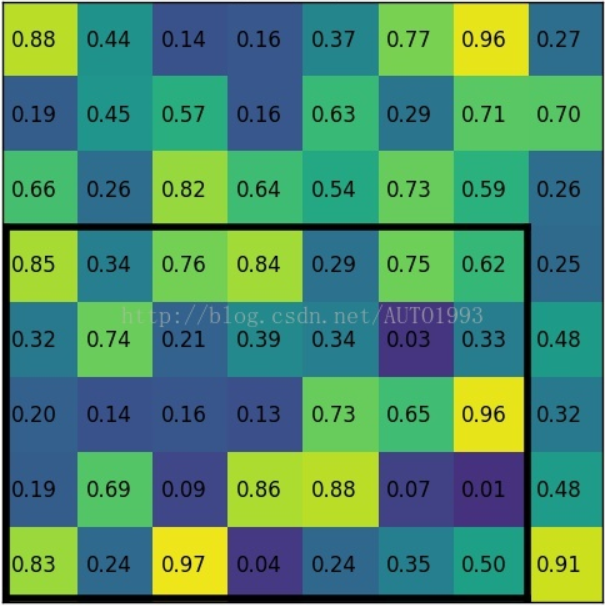 0.88 0.44 0.14 0.16 0.37 0.77 0.96 0.27
0.19 0.45 0.57 0.16 0.63 0.29 0.71 0.70
0.66 0.26 0.82 0.64 0.54 0.73 0.59 0.26
0.85 0.34 0.76 0.84 0.29 0.75 0.62 0.25
http://blog.csdn.net/AUTO1993
0.32 0.74 0.21 0.39 0.34 0.03 0.33 0.48
0.20 0.14 0.16 0.13 0.73 0.65 0.96 0.32
0.19 0.69 0.09 0.86 0.88 0.07 0.01 0.48
0.83 0.24 0.97 0.04 0.24 0.35 0.50 0.91